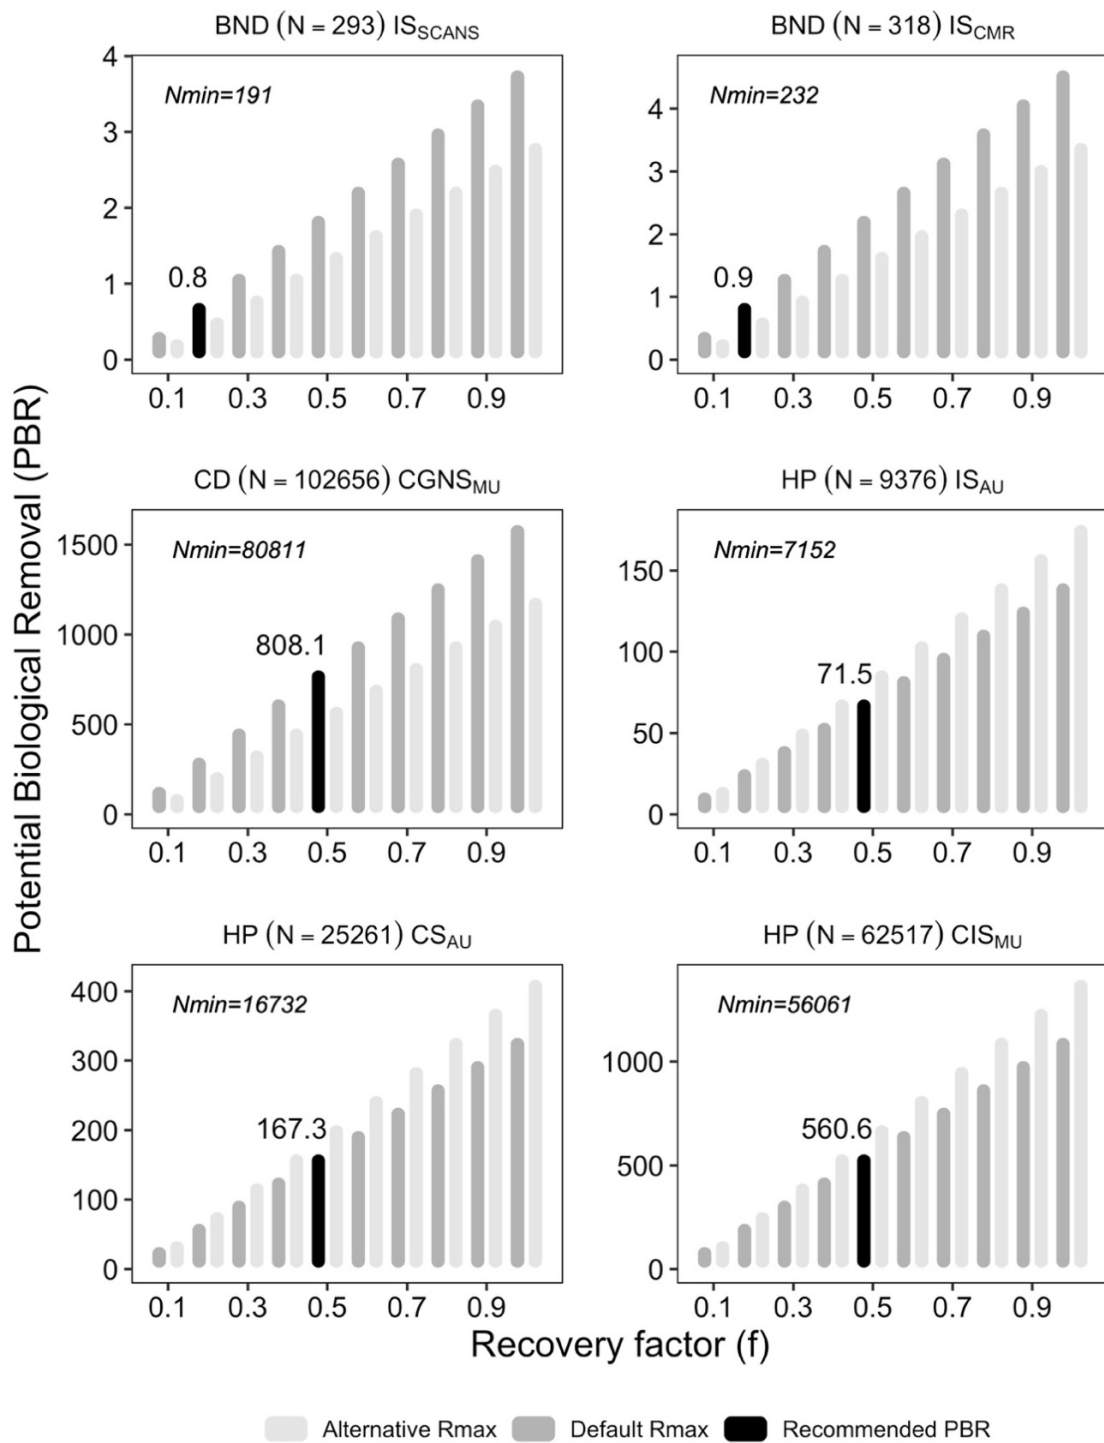 BND (N = 293) IS_SCANS
Nmin=191
0.8
4
3
2
1
0
0.1 0.3 0.5 0.7 0.9
BND (N = 318) IS_CMR
Nmin=232
0.9
4
3
2
1
0
0.1 0.3 0.5 0.7 0.9
CD (N = 102656) CGNS_MU
Nmin=80811
808.1
1500
1000
500
0
0.1 0.3 0.5 0.7 0.9
HP (N = 9376) IS_AU
Nmin=7152
71.5
150
100
50
0
0.1 0.3 0.5 0.7 0.9
HP (N = 25261) CS_AU
Nmin=16732
167.3
400
300
200
100
0
0.1 0.3 0.5 0.7 0.9
HP (N = 62517) CIS_MU
Nmin=56061
560.6
1000
500
0
0.1 0.3 0.5 0.7 0.9
Potential Biological Removal (PBR)
Recovery factor (f)
Alternative Rmax Default Rmax Recommended PBR